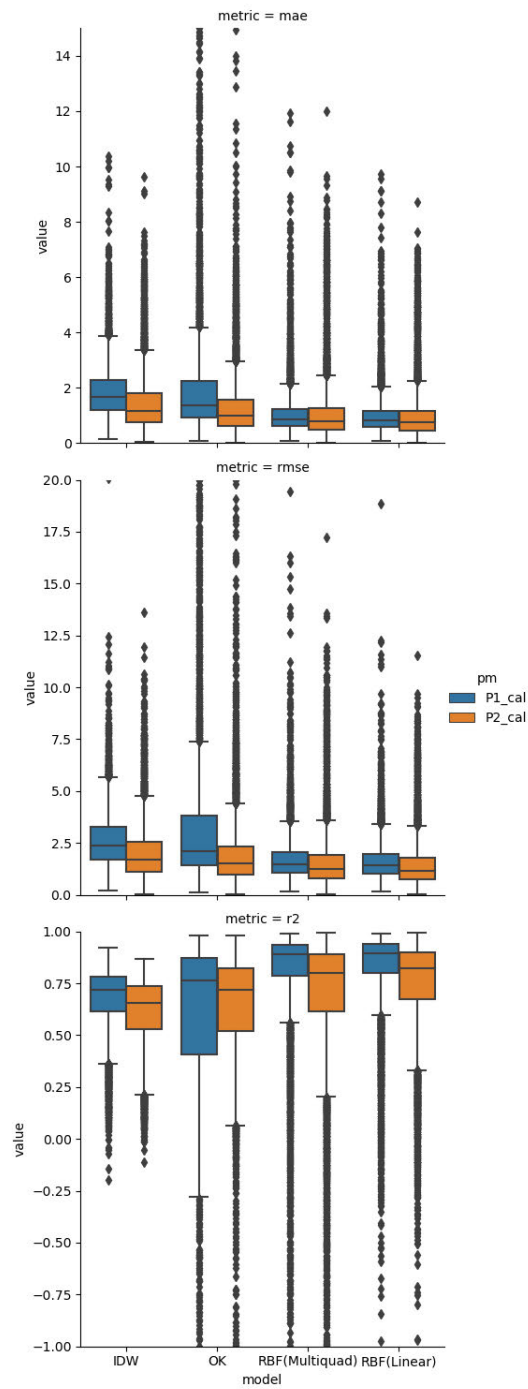 metric = mae
14
12
10
8
6
4
2
0
value
metric = rmse
20.0
17.5
15.0
12.5
10.0
7.5
5.0
2.5
0.0
value
pm
P1_cal
P2_cal
metric = r2
1.00
0.75
0.50
0.25
0.00
−0.25
−0.50
−0.75
−1.00
value
IDW OK RBF(Multiquad) RBF(Linear)
model